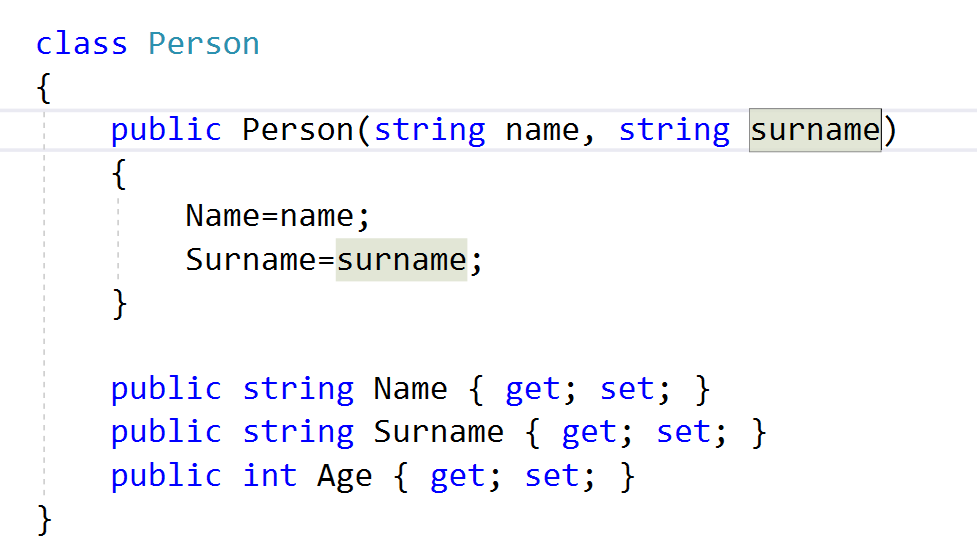 class Person
{
    public Person(string name, string surname)
    {
        Name=name;
        Surname=surname;
    }

    public string Name { get; set; }
    public string Surname { get; set; }
    public int Age { get; set; }
}